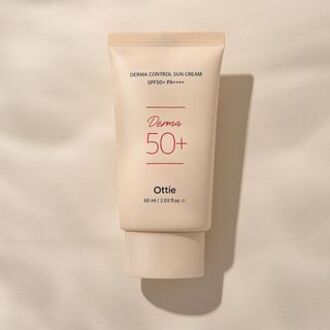 DERMA CONTROL SUN CREAM
SPF50+ PA++++
Derma
50+
Ottie
60 ml / 2.02 fl.oz e